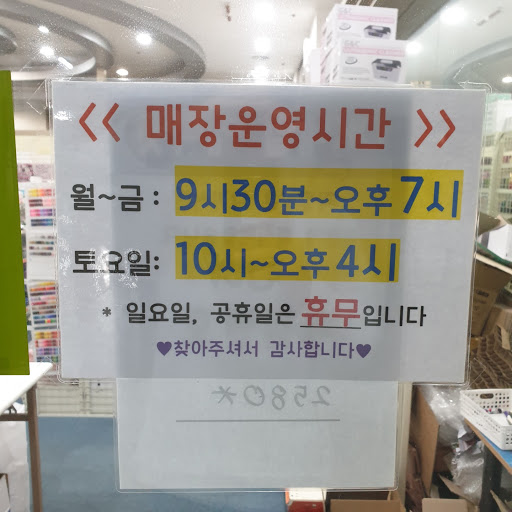 << 매장운영시간 >>
월~금 : 9시30분~오후 7시
토요일: 10시~오후 4시
* 일요일, 공휴일은 휴무입니다
♥찾아주셔서 감사합니다♥
2580*